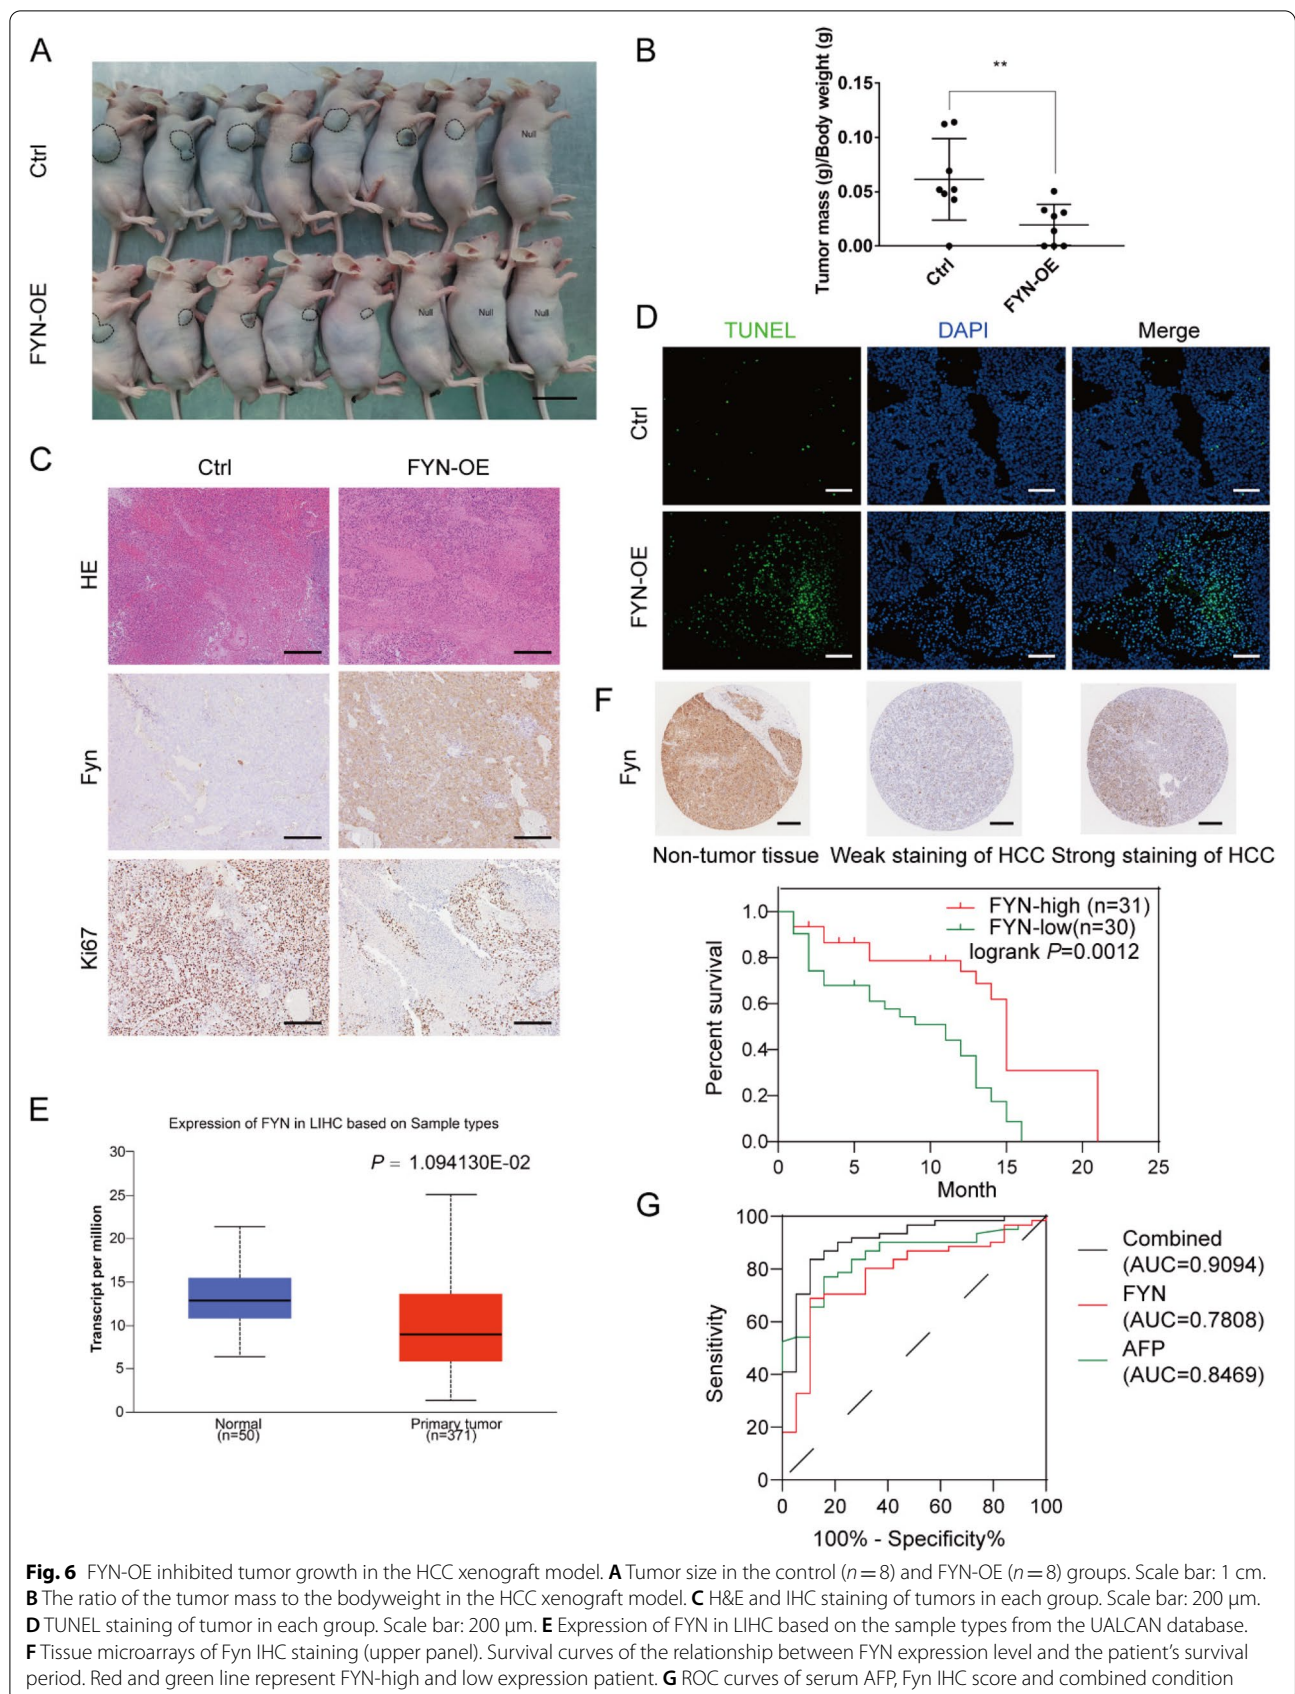 A
Ctrl
FYN-OE
Null
Null
Null
Null
B
Tumor mass (g)/Body weight (g)
**
0.15
0.10
0.05
0.00
Ctrl
FYN-OE
C
Ctrl
FYN-OE
HE
Fyn
Ki67
D
TUNEL
DAPI
Merge
Ctrl
FYN-OE
E
Expression of FYN in LIHC based on Sample types
P = 1.094130E-02
Transcript per million
30
25
20
15
10
5
0
Normal
(n=50)
Primary tumor
(n=371)
F
Fyn
Non-tumor tissue
Weak staining of HCC
Strong staining of HCC
Percent survival
1.0
0.8
0.6
0.4
0.2
0.0
FYN-high (n=31)
FYN-low(n=30)
logrank P=0.0012
0 5 10 15 20 25
Month
G
Sensitivity
100
80
60
40
20
0
0 20 40 60 80 100
100% - Specificity%
Combined
(AUC=0.9094)
FYN
(AUC=0.7808)
AFP
(AUC=0.8469)
Fig. 6 FYN-OE inhibited tumor growth in the HCC xenograft model. A Tumor size in the control (n = 8) and FYN-OE (n = 8) groups. Scale bar: 1 cm.
B The ratio of the tumor mass to the bodyweight in the HCC xenograft model. C H&E and IHC staining of tumors in each group. Scale bar: 200 μm.
D TUNEL staining of tumor in each group. Scale bar: 200 μm. E Expression of FYN in LIHC based on the sample types from the UALCAN database.
F Tissue microarrays of Fyn IHC staining (upper panel). Survival curves of the relationship between FYN expression level and the patient's survival
period. Red and green line represent FYN-high and low expression patient. G ROC curves of serum AFP, Fyn IHC score and combined condition